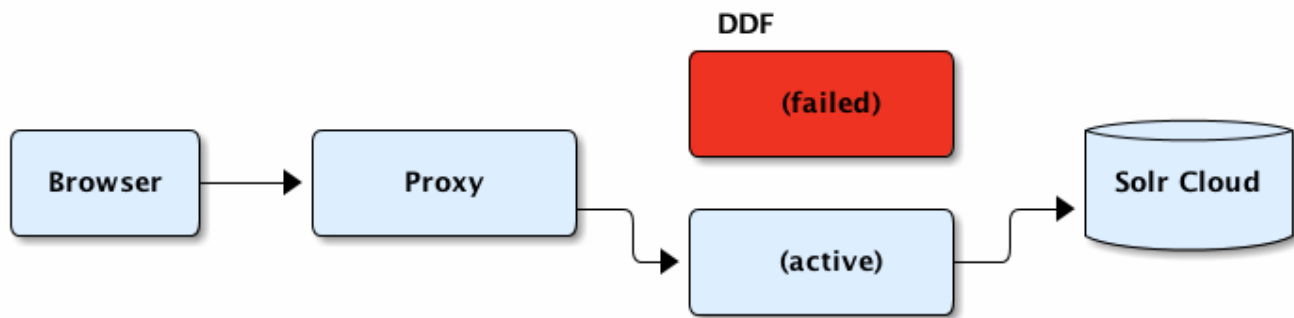 DDF
(failed)
Browser
Proxy
Solr Cloud
(active)